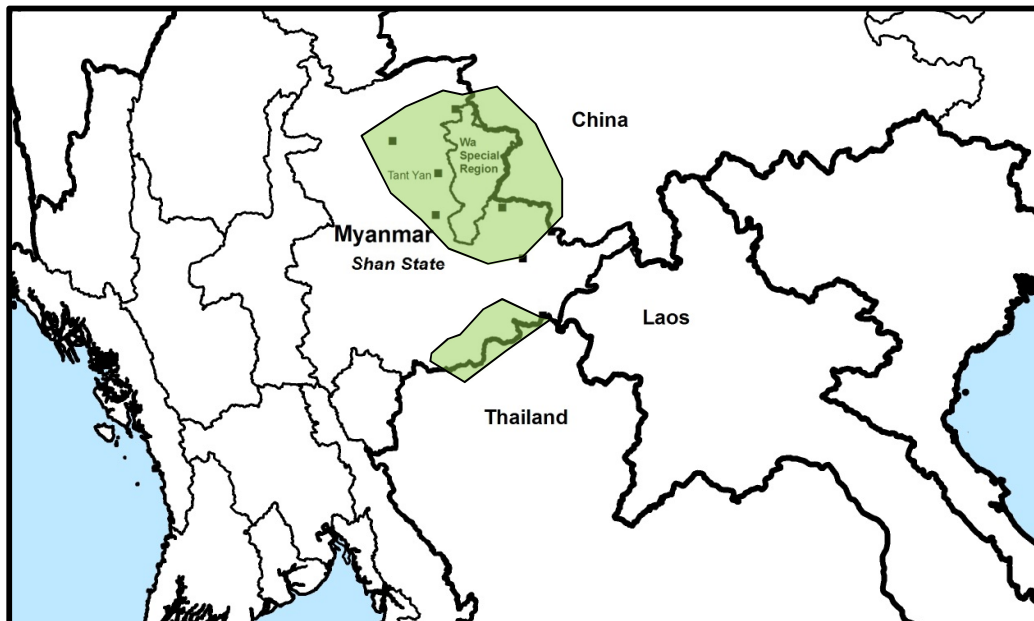 China
Wa
Special
Region
Tant Yan
Myanmar
Shan State
Laos
Thailand